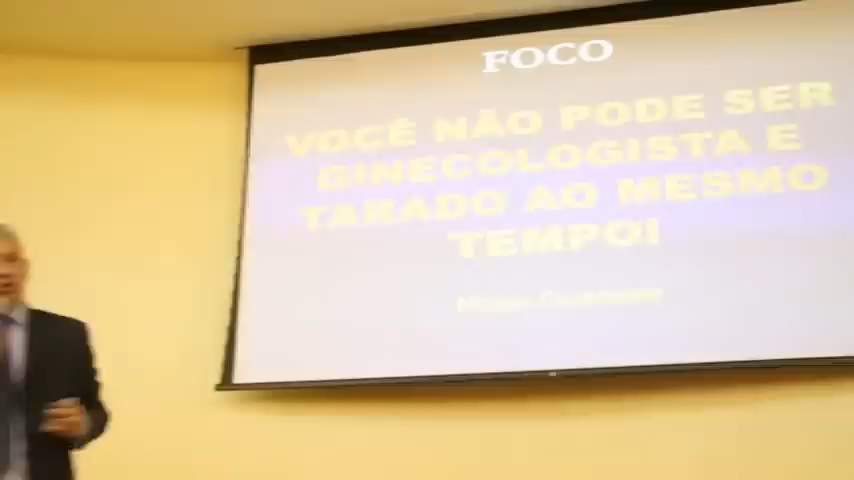 FOCO
VOCÊ NÃO PODE SER
GINECOLOGISTA E
TARADO AO MESMO
TEMPO!